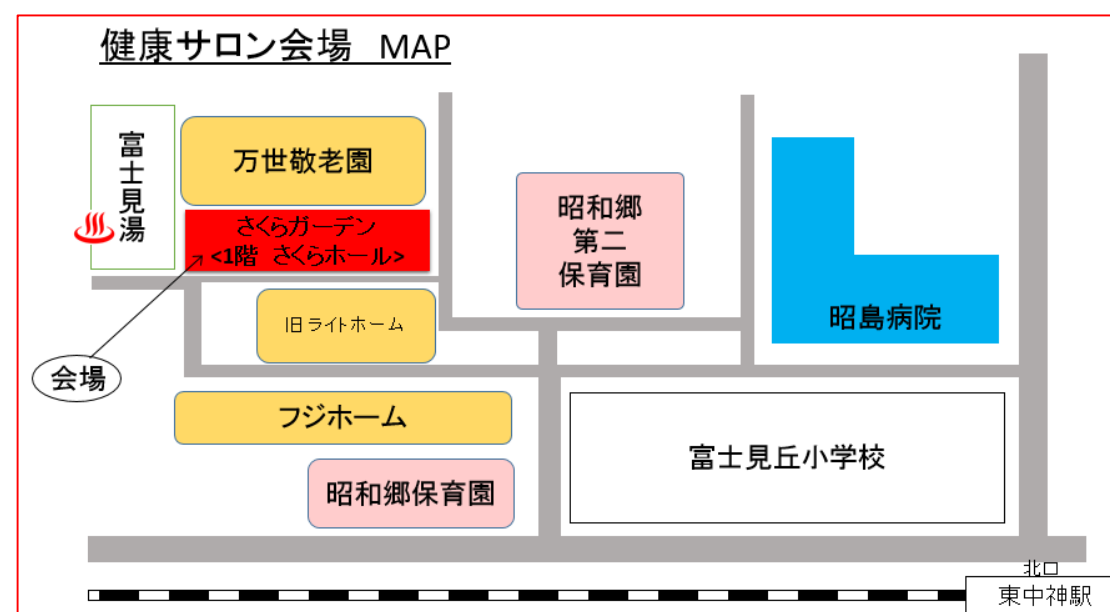 健康サロン会場 MAP
富士見湯
万世敬老園
さくらガーデン
<1階 さくらホール>
昭和郷
第二
保育園
昭島病院
旧ライトホーム
会場
フジホーム
昭和郷保育園
富士見丘小学校
北口
東中神駅